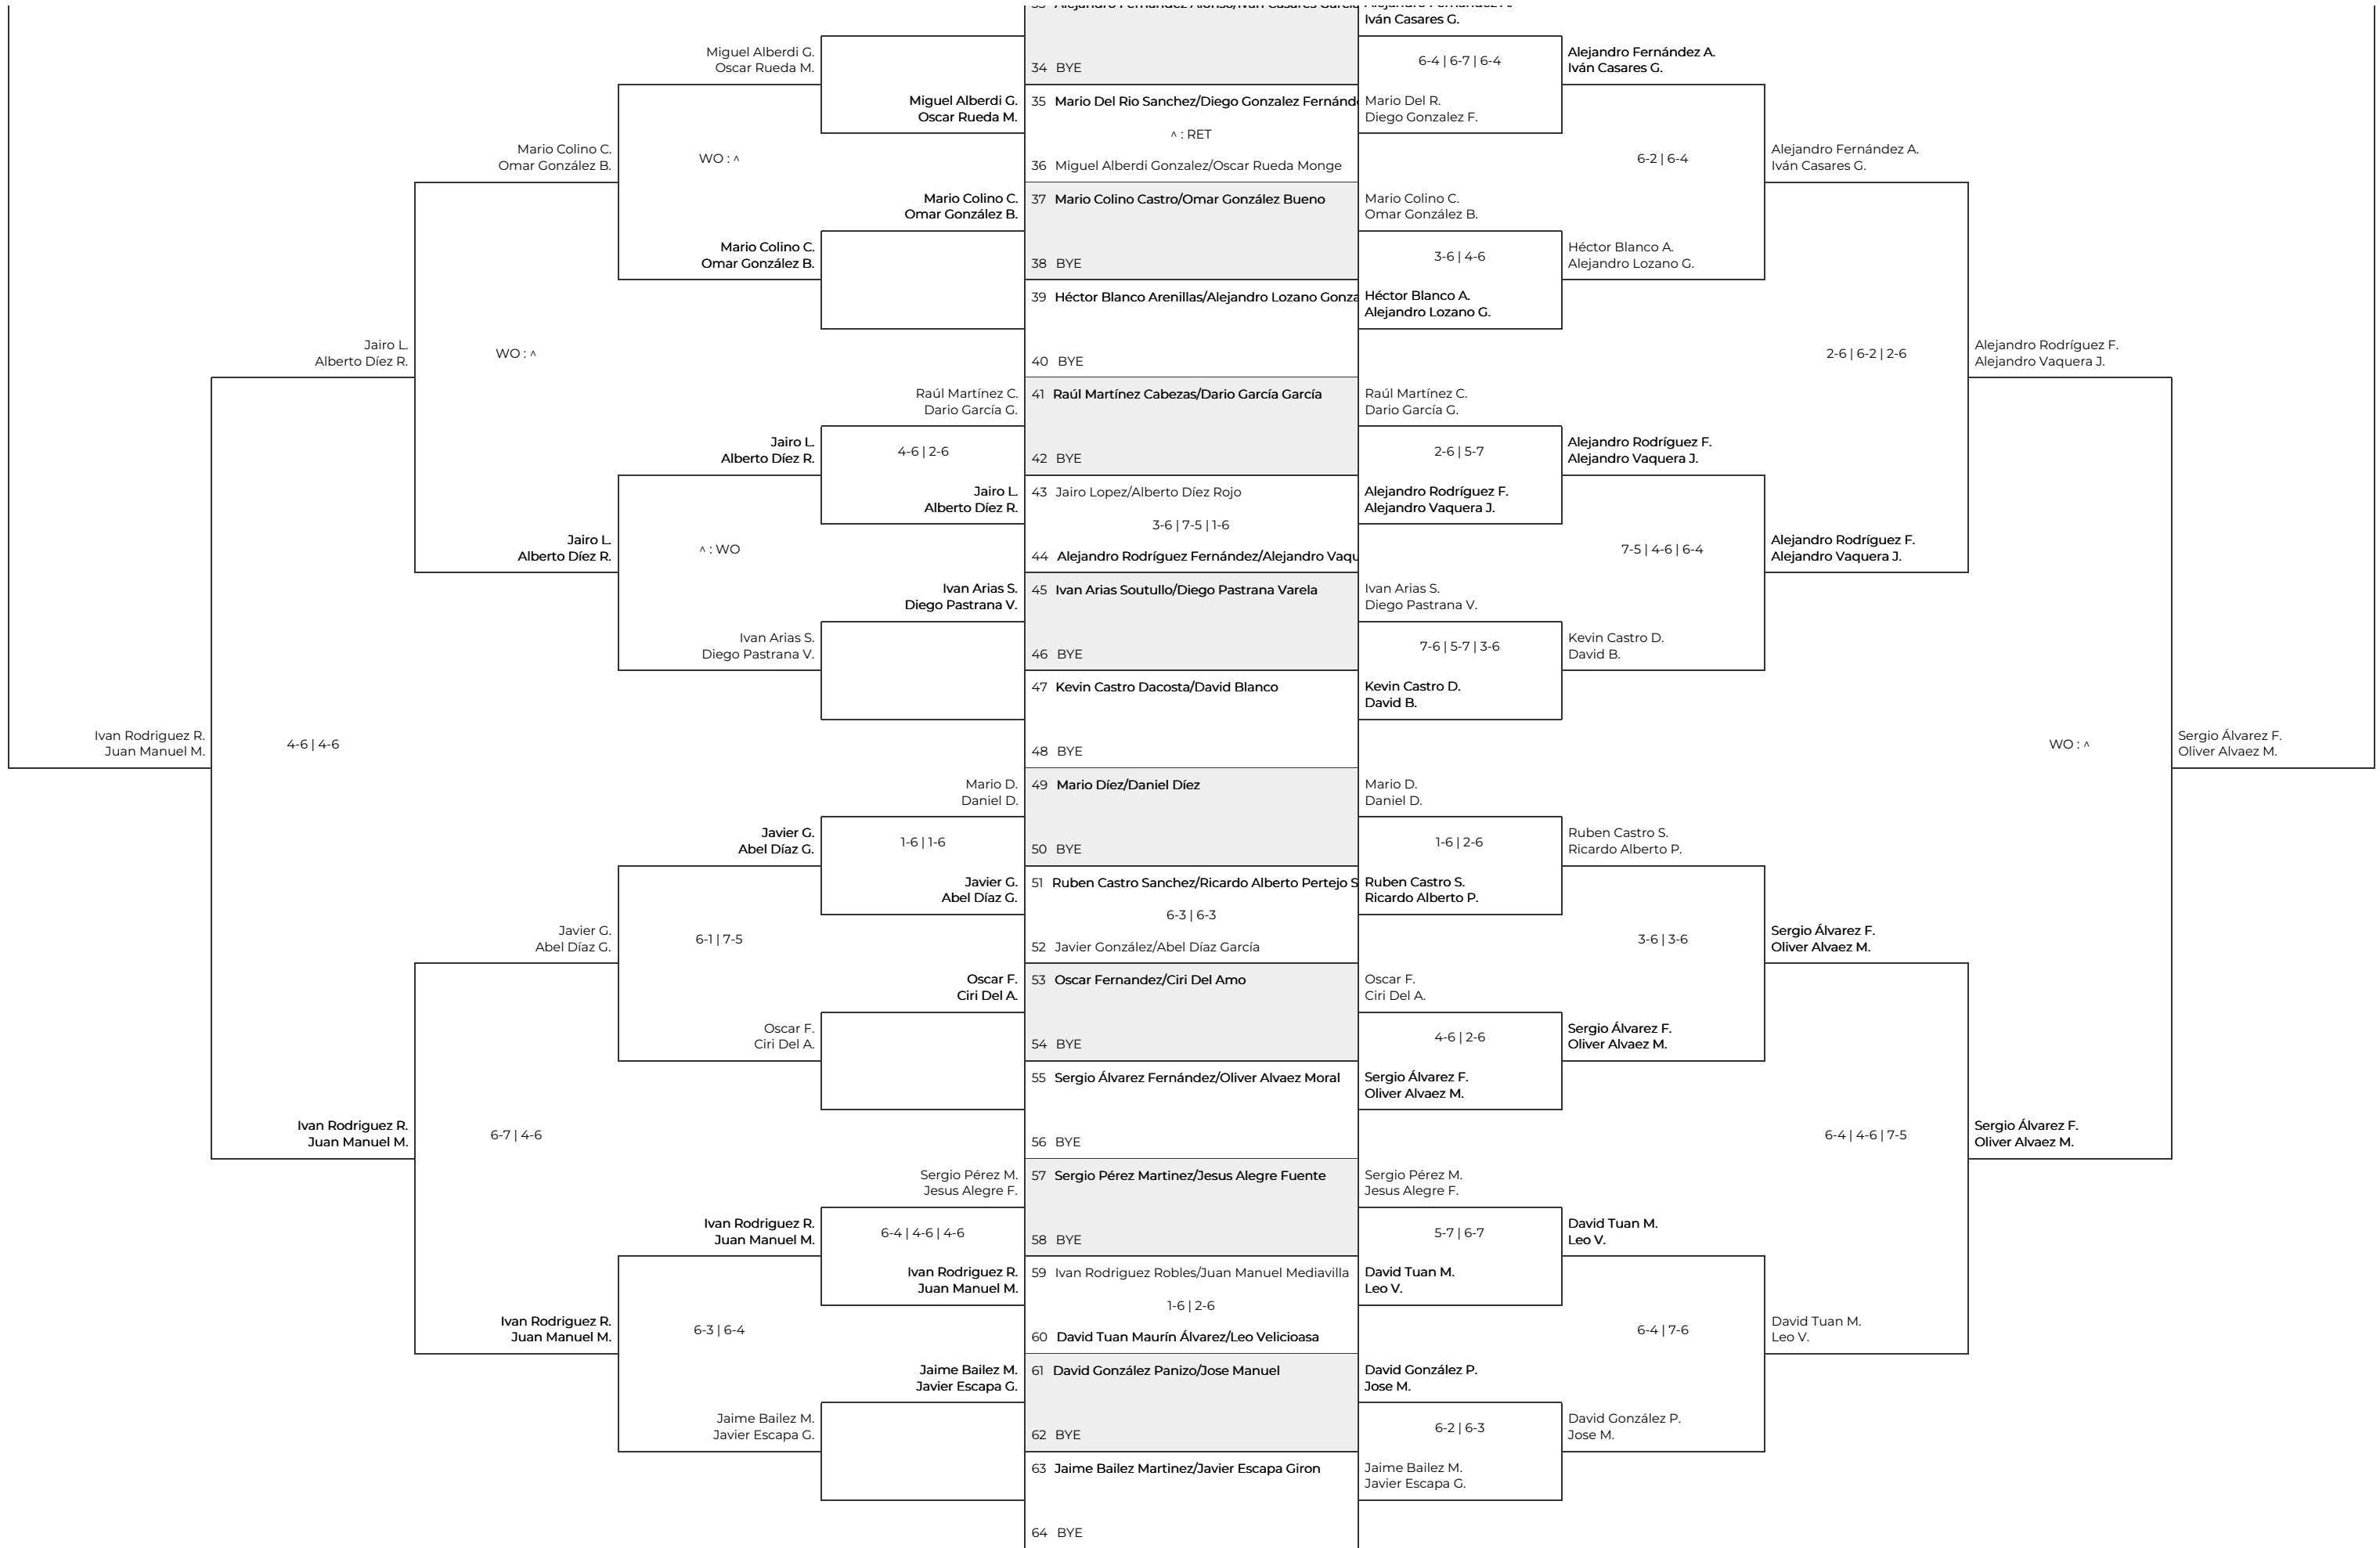 Iván Casares G.
Miguel Alberdi G.
Oscar Rueda M.
34 BYE
6-4 | 6-7 | 6-4
Alejandro Fernández A.
Iván Casares G.
Miguel Alberdi G.
Oscar Rueda M.
35 Mario Del Rio Sanchez/Diego Gonzalez Fernánd
Mario Del R.
Diego Gonzalez F.
^ : RET
Mario Colino C.
Omar González B.
WO : ^
36 Miguel Alberdi Gonzalez/Oscar Rueda Monge
6-2 | 6-4
Alejandro Fernández A.
Iván Casares G.
Mario Colino C.
Omar González B.
37 Mario Colino Castro/Omar González Bueno
Mario Colino C.
Omar González B.
Mario Colino C.
Omar González B.
38 BYE
3-6 | 4-6
Héctor Blanco A.
Alejandro Lozano G.
39 Héctor Blanco Arenillas/Alejandro Lozano Gonza
Héctor Blanco A.
Alejandro Lozano G.
Jairo L.
Alberto Díez R.
WO : ^
40 BYE
2-6 | 6-2 | 2-6
Alejandro Rodríguez F.
Alejandro Vaquera J.
Raúl Martínez C.
Dario García G.
41 Raúl Martínez Cabezas/Dario García García
Raúl Martínez C.
Dario García G.
Jairo L.
Alberto Díez R.
4-6 | 2-6
42 BYE
2-6 | 5-7
Alejandro Rodríguez F.
Alejandro Vaquera J.
Jairo L.
Alberto Díez R.
43 Jairo Lopez/Alberto Díez Rojo
Alejandro Rodríguez F.
Alejandro Vaquera J.
3-6 | 7-5 | 1-6
Jairo L.
Alberto Díez R.
^ : WO
44 Alejandro Rodríguez Fernández/Alejandro Vaqu
7-5 | 4-6 | 6-4
Alejandro Rodríguez F.
Alejandro Vaquera J.
Ivan Arias S.
Diego Pastrana V.
45 Ivan Arias Soutullo/Diego Pastrana Varela
Ivan Arias S.
Diego Pastrana V.
Ivan Arias S.
Diego Pastrana V.
46 BYE
7-6 | 5-7 | 3-6
Kevin Castro D.
David B.
47 Kevin Castro Dacosta/David Blanco
Kevin Castro D.
David B.
Ivan Rodriguez R.
Juan Manuel M.
4-6 | 4-6
48 BYE
WO : ^
Sergio Álvarez F.
Oliver Alvaez M.
Mario D.
Daniel D.
49 Mario Díez/Daniel Díez
Mario D.
Daniel D.
Javier G.
Abel Díaz G.
1-6 | 1-6
50 BYE
1-6 | 2-6
Ruben Castro S.
Ricardo Alberto P.
Javier G.
Abel Díaz G.
51 Ruben Castro Sanchez/Ricardo Alberto Pertejo S
Ruben Castro S.
Ricardo Alberto P.
6-3 | 6-3
Javier G.
Abel Díaz G.
6-1 | 7-5
52 Javier González/Abel Díaz García
3-6 | 3-6
Sergio Álvarez F.
Oliver Alvaez M.
Oscar F.
Ciri Del A.
53 Oscar Fernandez/Ciri Del Amo
Oscar F.
Ciri Del A.
Oscar F.
Ciri Del A.
54 BYE
4-6 | 2-6
Sergio Álvarez F.
Oliver Alvaez M.
55 Sergio Álvarez Fernández/Oliver Alvaez Moral
Sergio Álvarez F.
Oliver Alvaez M.
Ivan Rodriguez R.
Juan Manuel M.
6-7 | 4-6
56 BYE
6-4 | 4-6 | 7-5
Sergio Álvarez F.
Oliver Alvaez M.
Sergio Pérez M.
Jesus Alegre F.
57 Sergio Pérez Martinez/Jesus Alegre Fuente
Sergio Pérez M.
Jesus Alegre F.
Ivan Rodriguez R.
Juan Manuel M.
6-4 | 4-6 | 4-6
58 BYE
5-7 | 6-7
David Tuan M.
Leo V.
Ivan Rodriguez R.
Juan Manuel M.
59 Ivan Rodriguez Robles/Juan Manuel Mediavilla
David Tuan M.
Leo V.
1-6 | 2-6
Ivan Rodriguez R.
Juan Manuel M.
6-3 | 6-4
60 David Tuan Maurín Álvarez/Leo Velicioasa
6-4 | 7-6
David Tuan M.
Leo V.
Jaime Bailez M.
Javier Escapa G.
61 David González Panizo/Jose Manuel
David González P.
Jose M.
Jaime Bailez M.
Javier Escapa G.
62 BYE
6-2 | 6-3
David González P.
Jose M.
63 Jaime Bailez Martinez/Javier Escapa Giron
Jaime Bailez M.
Javier Escapa G.
64 BYE